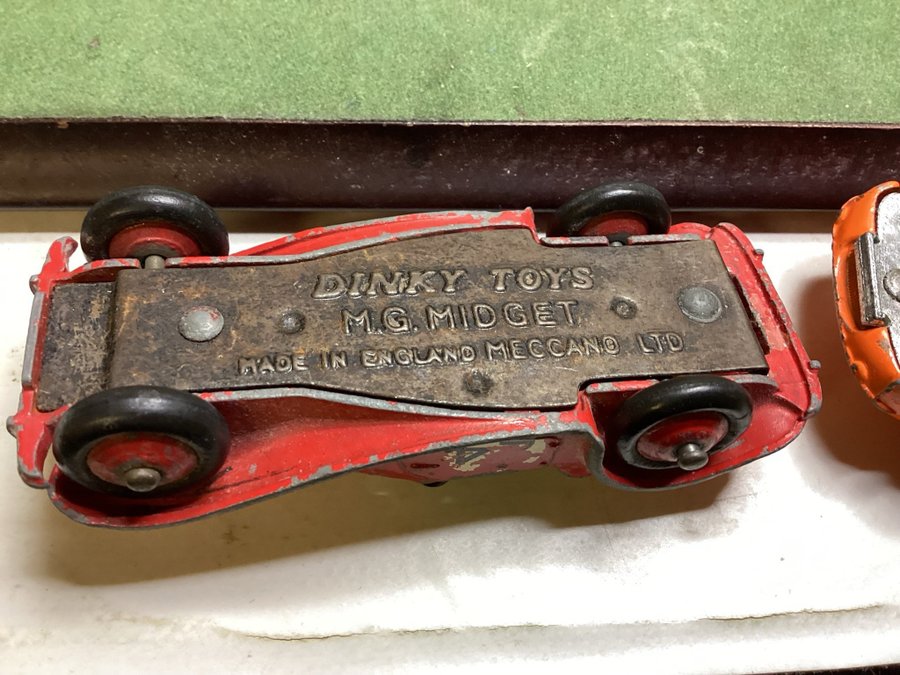 DINKY TOYS
M.G. MIDGET
MADE IN ENGLAND MECCANO LTD